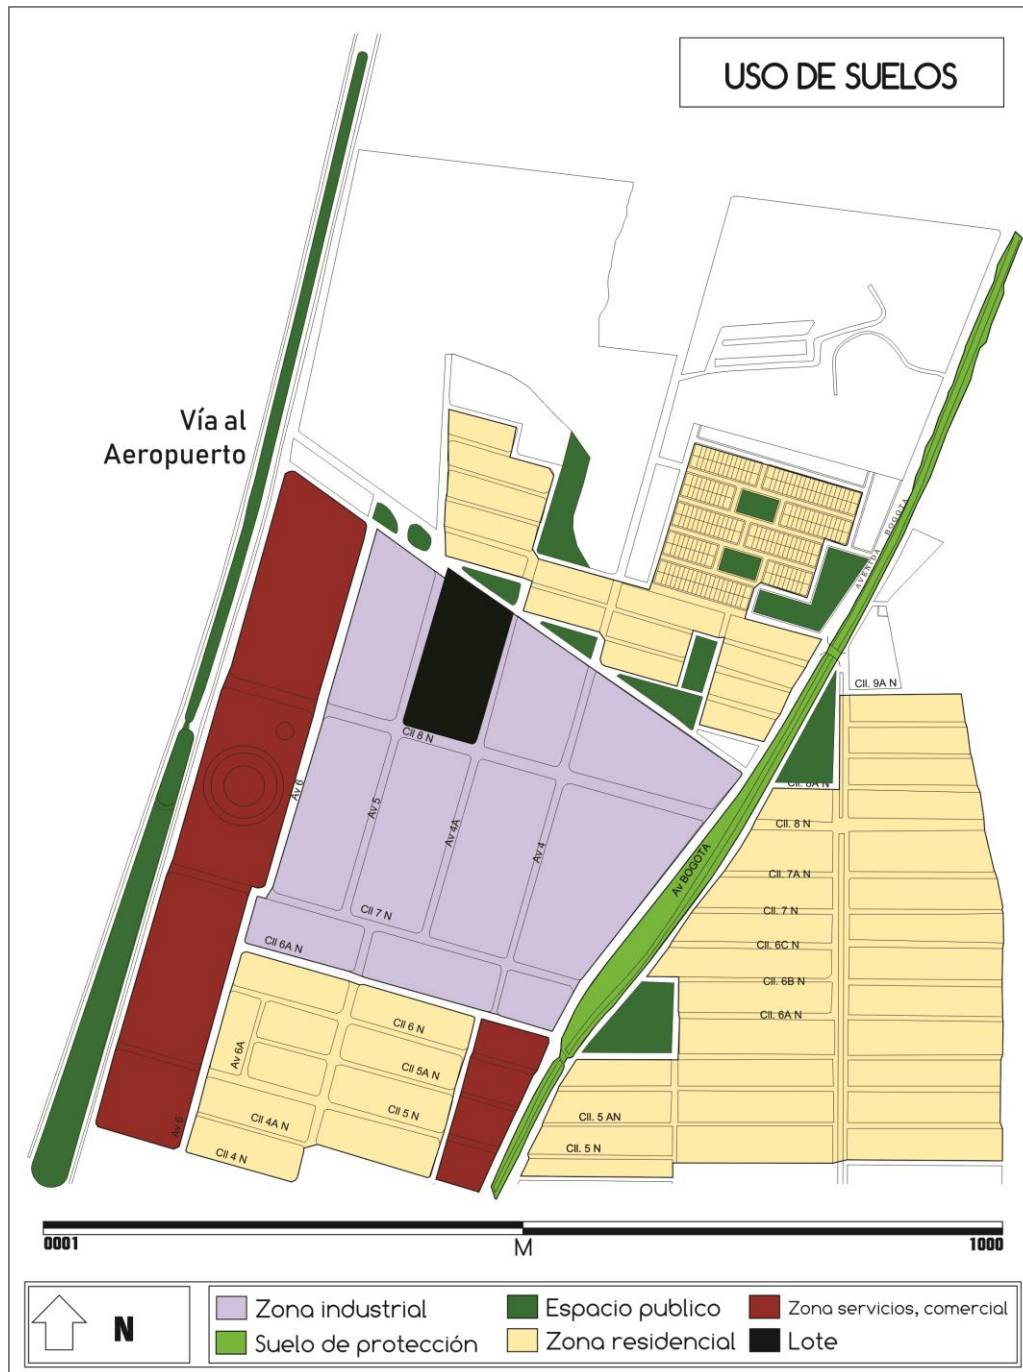 USO DE SUELOS
Vía al
Aeropuerto
AVENIDA BOGOTA
Cll. 9A N
Cll 8 N
Cll. 8A N
Av 6
Av 5
Av 4A
Av 4
Cll. 8 N
Av BOGOTA
Cll. 7A N
Cll 7 N
Cll. 7 N
Cll 6A N
Cll. 6C N
Cll. 6B N
Cll. 6A N
Cll 6 N
Av 6A
Cll 5A N
Cll 5 N
Cll 4A N
Cll. 5 AN
Av 6
Cll 4 N
Cll. 5 N
0001
M
1000
N
Zona industrial
Espacio publico
Zona servicios, comercial
Suelo de protección
Zona residencial
Lote